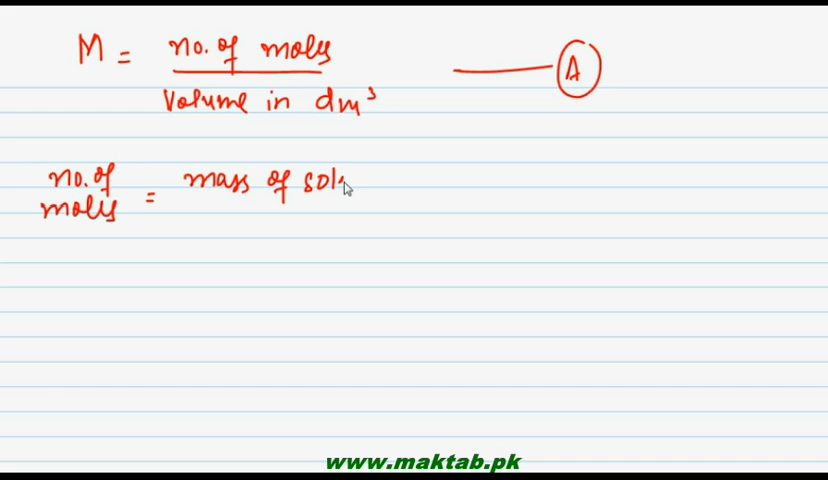 M = no. of moles
Volume in dm³
A
no. of
moles = mass of sol
www.maktab.pk